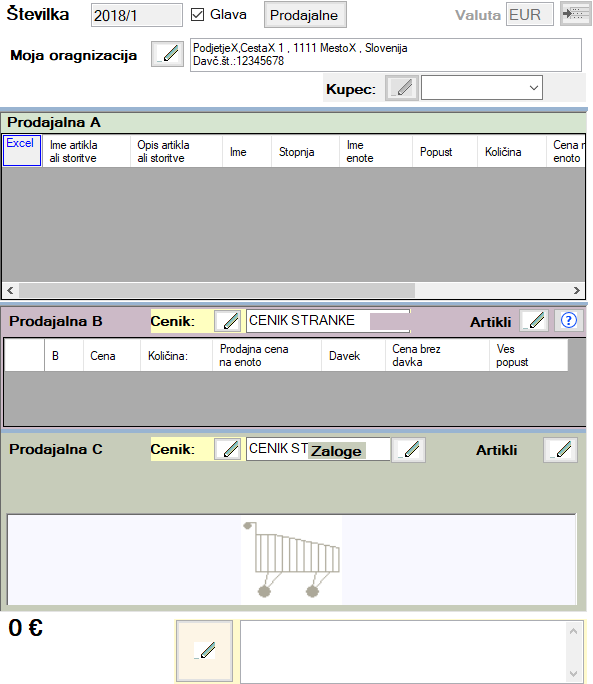 Številka 2018/1 Glava Prodajalne Valuta EUR
Moja oragnizacija
PodjetjeX,CestaX 1 , 1111 MestoX , Slovenija
Davč.št.:12345678
Kupec:
Prodajalna A
Excel Ime artikla ali storitve Opis artikla ali storitve Ime Stopnja Ime enote Popust Količina Cena n enoto
Prodajalna B Cenik: CENIK STRANKE Artikli ?
B Cena Količina: Prodajna cena na enoto Davek Cena brez davka Ves popust
Prodajalna C Cenik: CENIK ST Zaloge Artikli
0 €